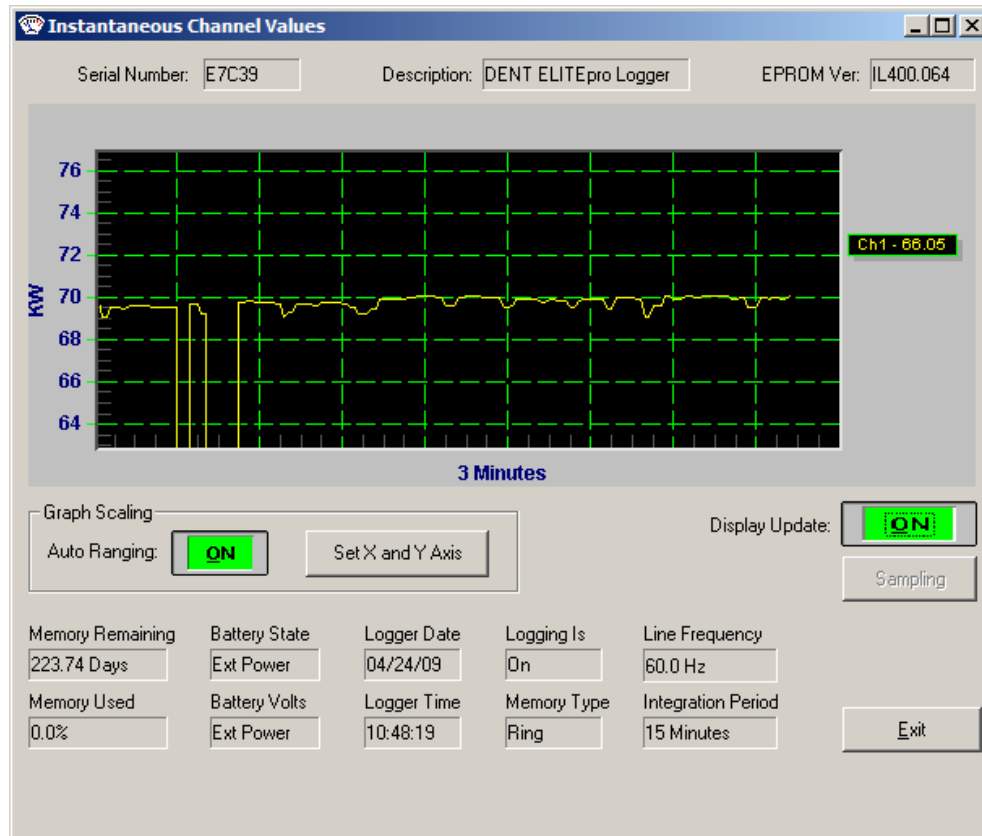 Instantaneous Channel Values
Serial Number: E7C39 Description: DENT ELITEpro Logger EPROM Ver: IL400.064
76
74
72
70
68
66
64
kW
Ch1 - 66.05
3 Minutes
Graph Scaling
Auto Ranging: ON Set X and Y Axis
Display Update: ON
Sampling
Memory Remaining Battery State Logger Date Logging Is Line Frequency
223.74 Days Ext Power 04/24/09 On 60.0 Hz
Memory Used Battery Volts Logger Time Memory Type Integration Period
0.0% Ext Power 10:48:19 Ring 15 Minutes
Exit